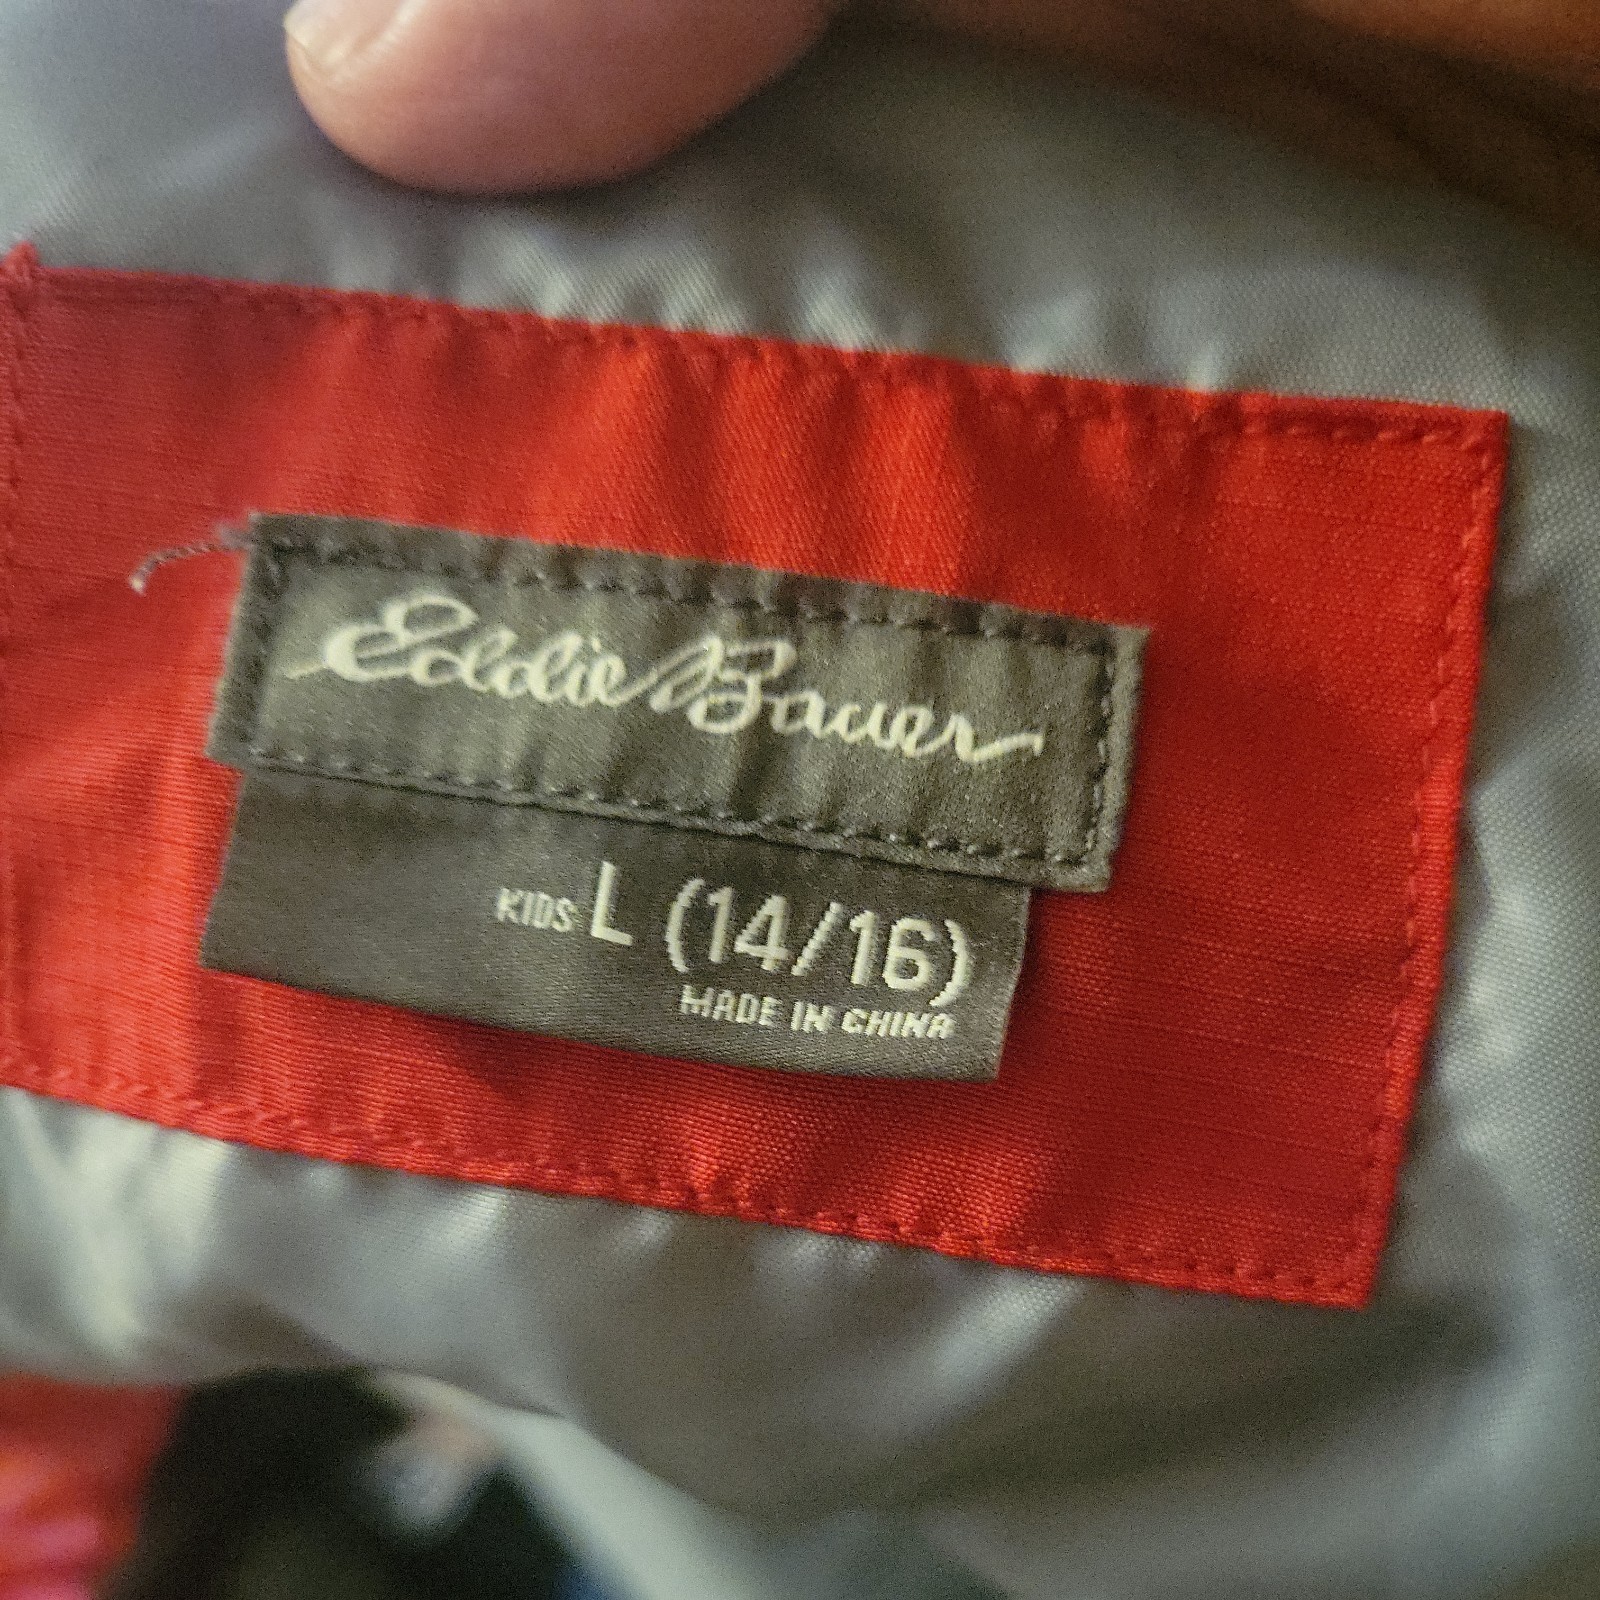 Eddie Bauer
KIDS L (14/16)
MADE IN CHINA